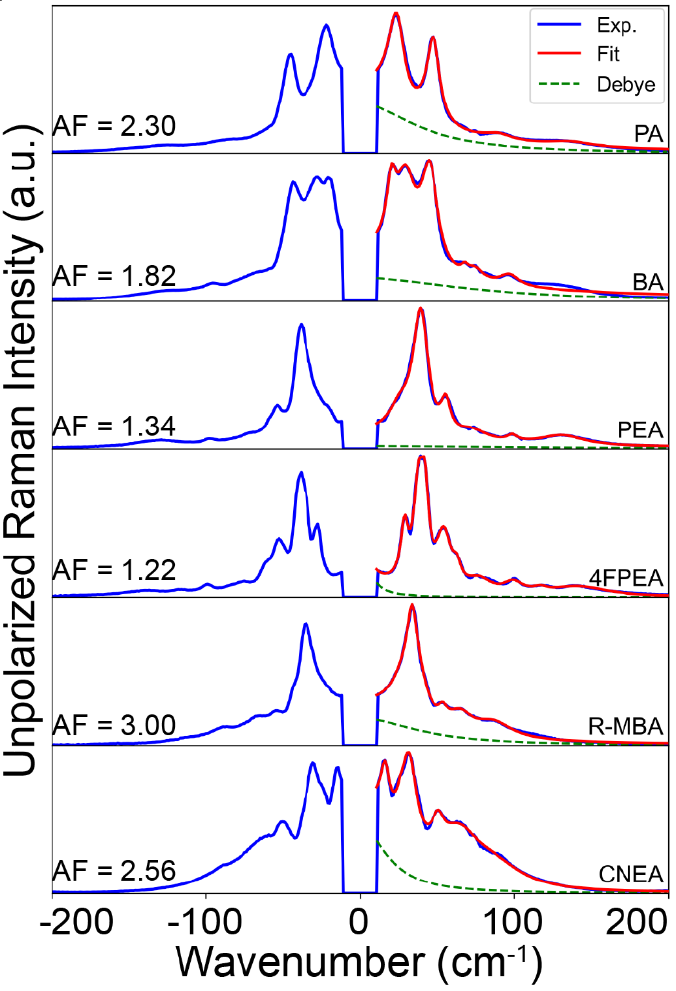 Exp.
Fit
Debye
AF = 2.30
PA
AF = 1.82
BA
AF = 1.34
PEA
AF = 1.22
4FPEA
AF = 3.00
R-MBA
AF = 2.56
CNEA
Unpolarized Raman Intensity (a.u.)
-200 -100 0 100 200
Wavenumber (cm⁻¹)